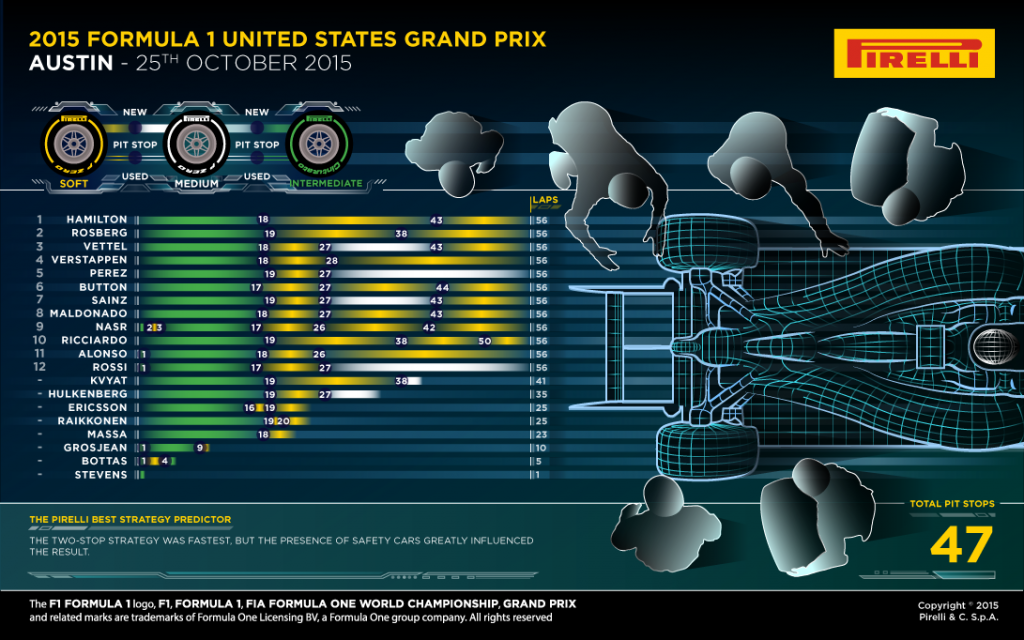 2015 FORMULA 1 UNITED STATES GRAND PRIX
AUSTIN - 25TH OCTOBER 2015
PIRELLI
NEW NEW
PIT STOP PIT STOP
USED USED
SOFT MEDIUM INTERMEDIATE
LAPS
1 HAMILTON 18 43 56
2 ROSBERG 19 38 56
3 VETTEL 18 27 43 56
4 VERSTAPPEN 18 28 56
5 PEREZ 19 27 56
6 BUTTON 17 27 44 56
7 SAINZ 19 27 43 56
8 MALDONADO 18 27 43 56
9 NASR 2 3 17 26 42 56
10 RICCIARDO 19 38 50 56
11 ALONSO 1 18 26 56
12 ROSSI 1 17 27 56
- KVYAT 19 38 41
- HULKENBERG 19 27 35
- ERICSSON 16 19 25
- RAIKKONEN 19 20 25
- MASSA 18 23
- GROSJEAN 1 9 10
- BOTTAS 1 4 5
- STEVENS 1
TOTAL PIT STOPS
47
THE PIRELLI BEST STRATEGY PREDICTOR
THE TWO-STOP STRATEGY WAS FASTEST, BUT THE PRESENCE OF SAFETY CARS GREATLY INFLUENCED
THE RESULT.
The F1 FORMULA 1 logo, F1, FORMULA 1, FIA FORMULA ONE WORLD CHAMPIONSHIP, GRAND PRIX
and related marks are trademarks of Formula One Licensing BV, a Formula One group company. All rights reserved
Copyright © 2015
Pirelli & C. S.p.A.